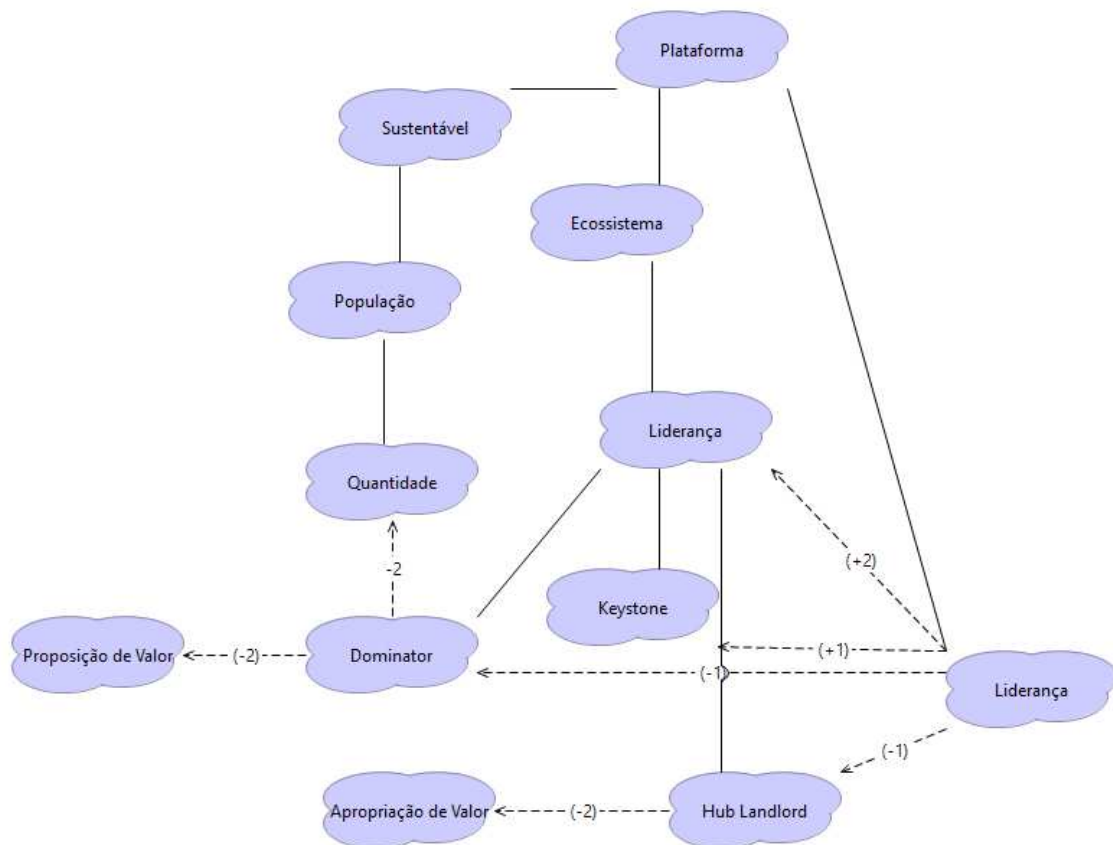 Plataforma
Sustentável
Ecossistema
População
Liderança
Quantidade
(+2)
-2
Keystone
Proposição de Valor
(-2)
Dominator
(+1)
(-1)
Liderança
(-1)
Apropriação de Valor
(-2)
Hub Landlord